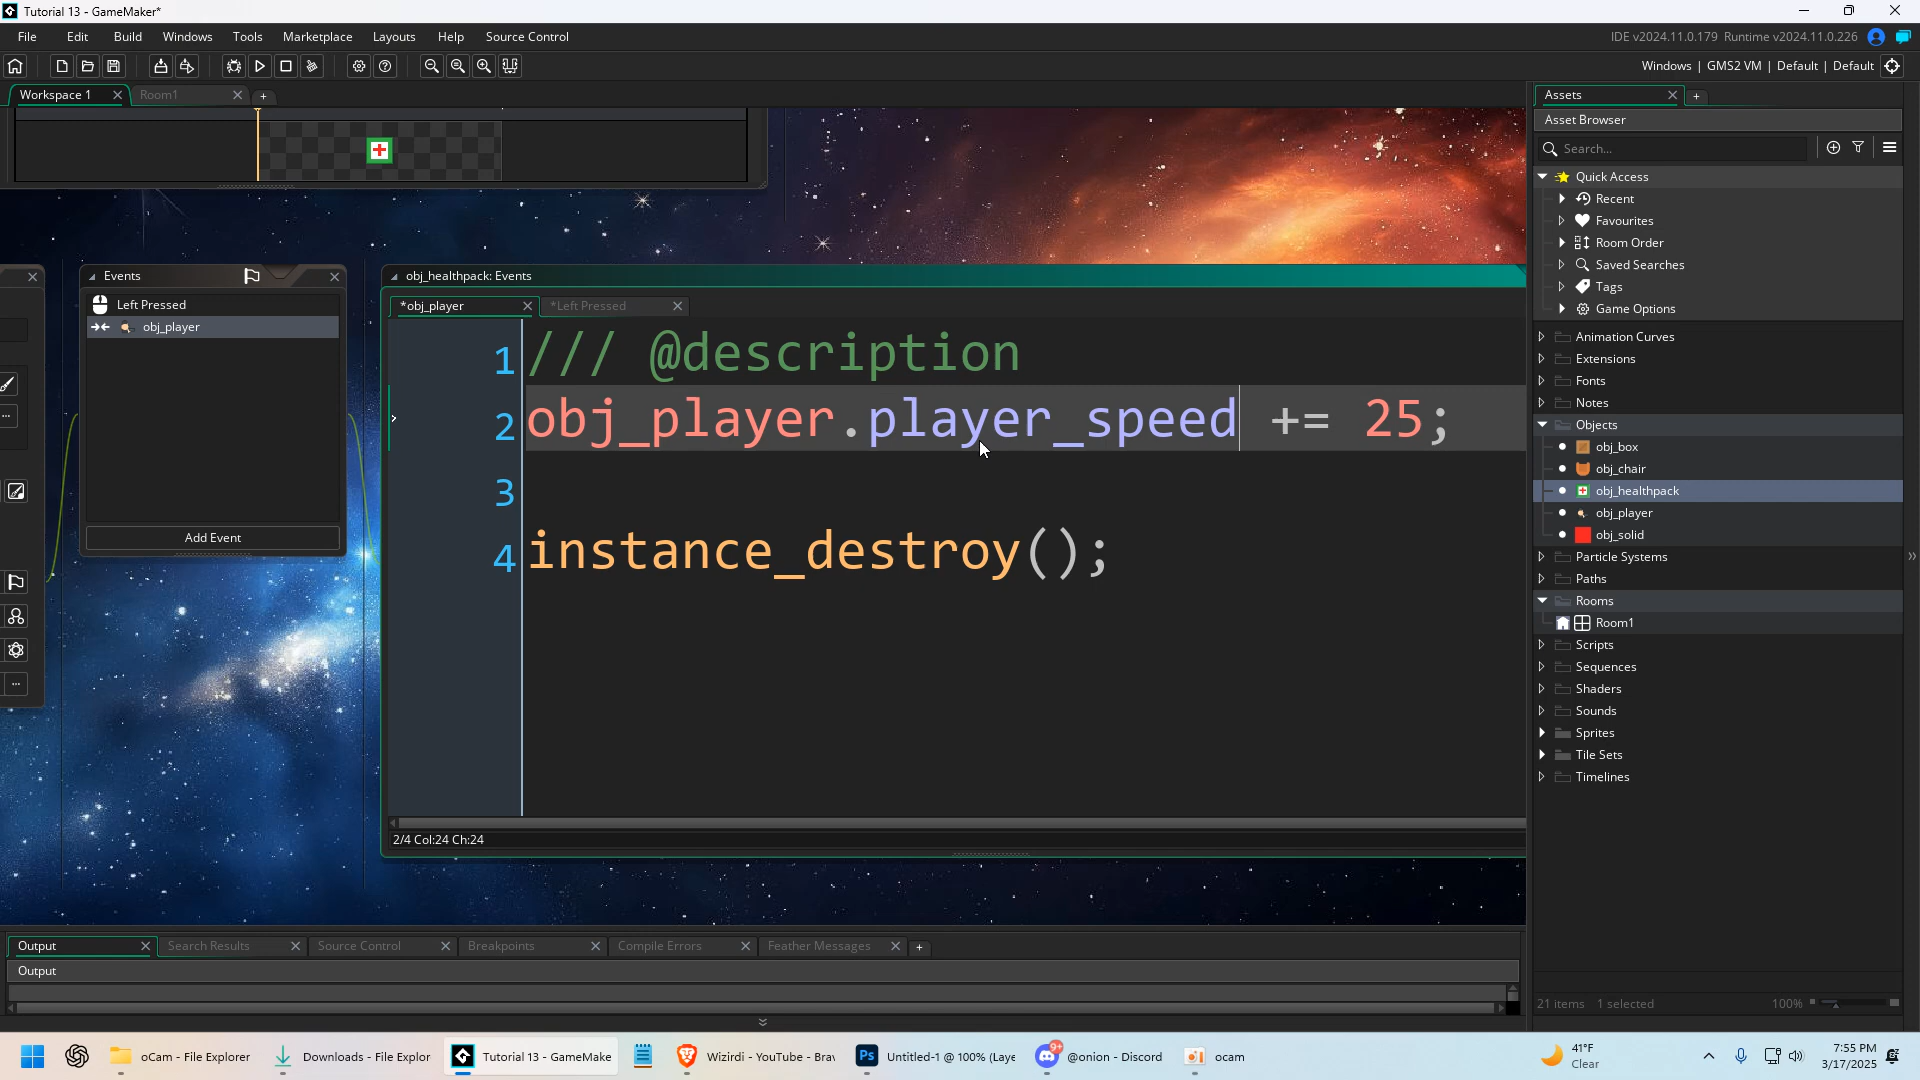 Tutorial 13 - GameMaker*
File Edit Build Windows Tools Marketplace Layouts Help Source Control
IDE v2024.11.0.179 Runtime v2024.11.0.226
Windows | GMS2 VM | Default | Default
Workspace 1
Room1
Assets
Asset Browser
Search...
Quick Access
Recent
Favourites
Room Order
Saved Searches
Tags
Game Options
Animation Curves
Extensions
Fonts
Notes
Objects
obj_box
obj_chair
obj_healthpack
obj_player
obj_solid
Particle Systems
Paths
Rooms
Room1
Scripts
Sequences
Shaders
Sounds
Sprites
Tile Sets
Timelines
21 items 1 selected 100%
Events
Left Pressed
obj_player
Add Event
obj_healthpack: Events
*obj_player
*Left Pressed
1 /// @description
2 obj_player.player_speed += 25;
3
4 instance_destroy();
2/4 Col:24 Ch:24
Output
Search Results
Source Control
Breakpoints
Compile Errors
Feather Messages
Output
oCam - File Explorer
Downloads - File Explor
Tutorial 13 - GameMake
Wizirdi - YouTube - Brav
Ps
Untitled-1 @ 100% (Laye
9+
@onion - Discord
ocam
41°F
Clear
7:55 PM
3/17/2025